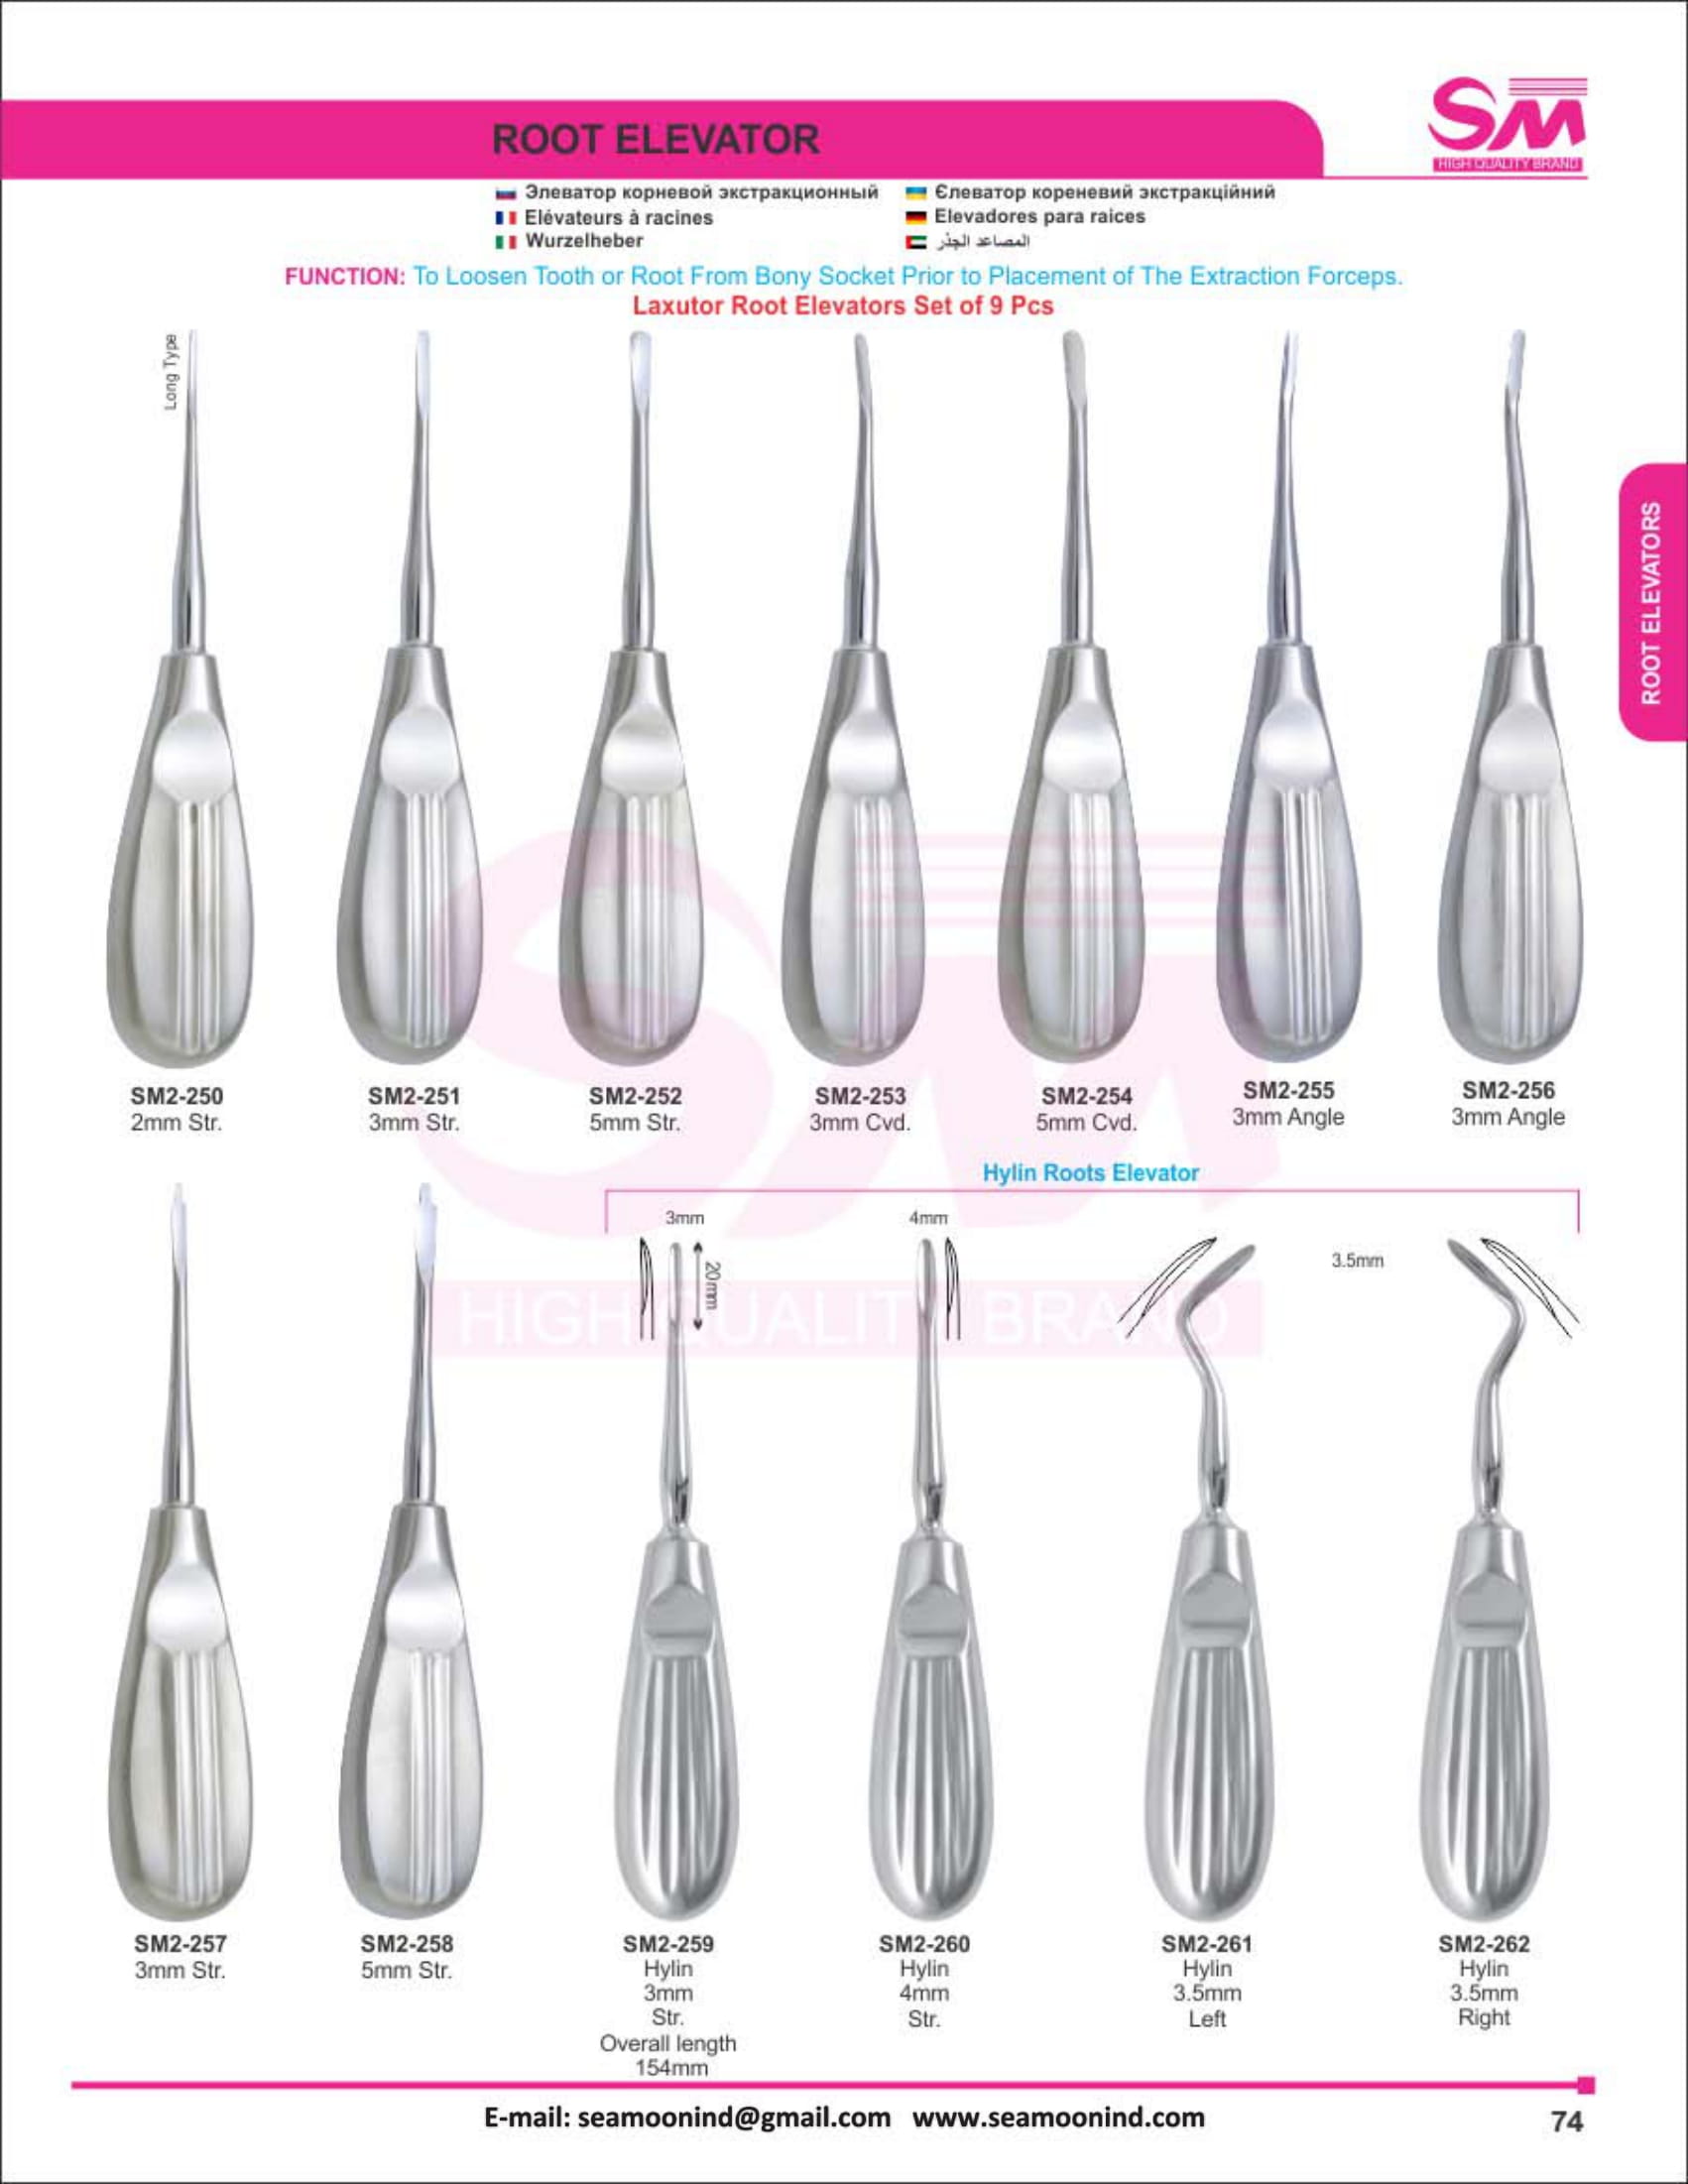 SM
HIGH QUALITY BRAND
ROOT ELEVATOR
Элеватор корневой экстракционный
Єлеватор кореневий экстракційний
Elévateurs à racines
Elevadores para raices
Wurzelheber
المصاعد الجذر
FUNCTION: To Loosen Tooth or Root From Bony Socket Prior to Placement of The Extraction Forceps.
Laxutor Root Elevators Set of 9 Pcs
Long Type
ROOT ELEVATORS
SM2-250
2mm Str.
SM2-251
3mm Str.
SM2-252
5mm Str.
SM2-253
3mm Cvd.
SM2-254
5mm Cvd.
SM2-255
3mm Angle
SM2-256
3mm Angle
Hylin Roots Elevator
3mm
20mm
4mm
3.5mm
SM
HIGH QUALITY BRAND
SM2-257
3mm Str.
SM2-258
5mm Str.
SM2-259
Hylin
3mm
Str.
Overall length
154mm
SM2-260
Hylin
4mm
Str.
SM2-261
Hylin
3.5mm
Left
SM2-262
Hylin
3.5mm
Right
E-mail: seamoonind@gmail.com www.seamoonind.com
74